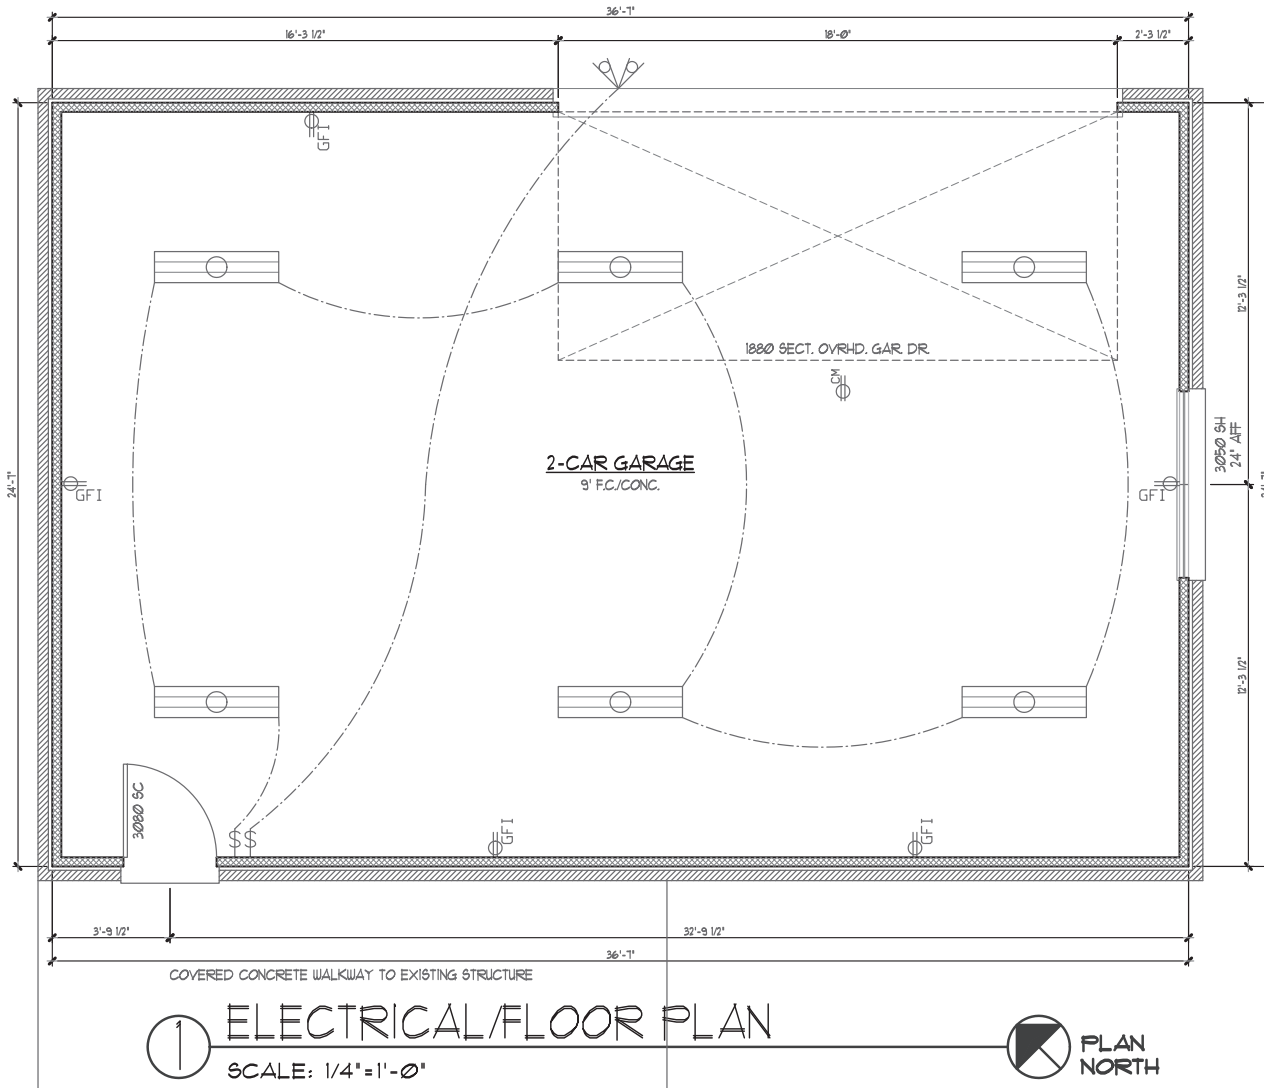 36'-7"
16'-3 1/2"
18'-0"
2'-3 1/2"
GFI
12'-3 1/2"
1880 SECT. OVRHD. GAR. DR.
CM
3050 SH
24" AFF
2-CAR GARAGE
9' F.C./CONC.
24'-7"
GFI
GFI
12'-3 1/2"
3080 SC
S S
GFI
GFI
3'-9 1/2"
32'-9 1/2"
36'-7"
COVERED CONCRETE WALKWAY TO EXISTING STRUCTURE
1
ELECTRICAL/FLOOR PLAN
SCALE: 1/4"=1'-0"
PLAN
NORTH